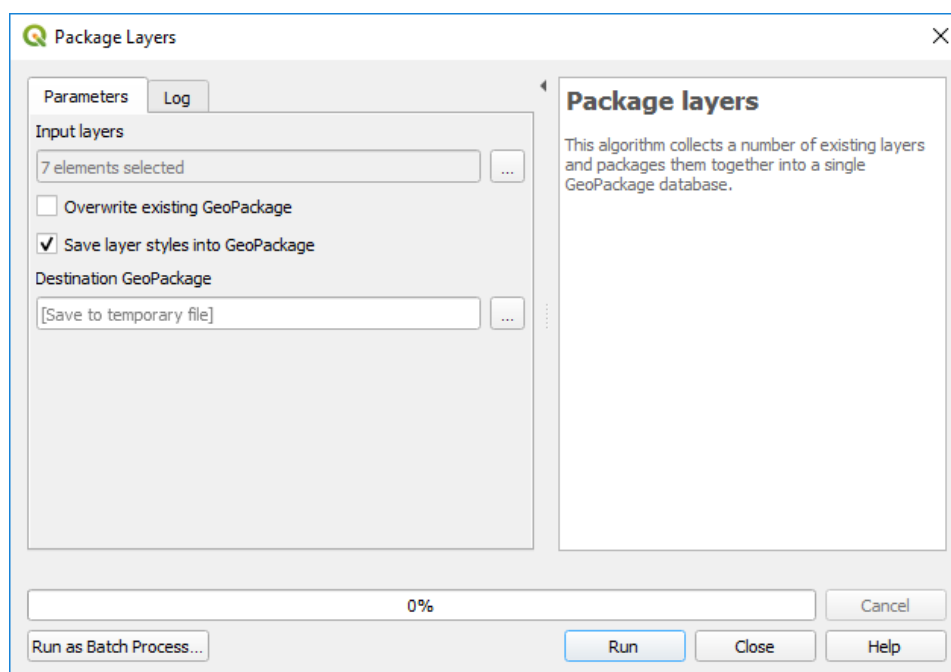 Package Layers
Parameters
Log
Input layers
7 elements selected
...
Overwrite existing GeoPackage
Save layer styles into GeoPackage
Destination GeoPackage
[Save to temporary file]
...
Package layers
This algorithm collects a number of existing layers
and packages them together into a single
GeoPackage database.
0%
Cancel
Run as Batch Process...
Run
Close
Help